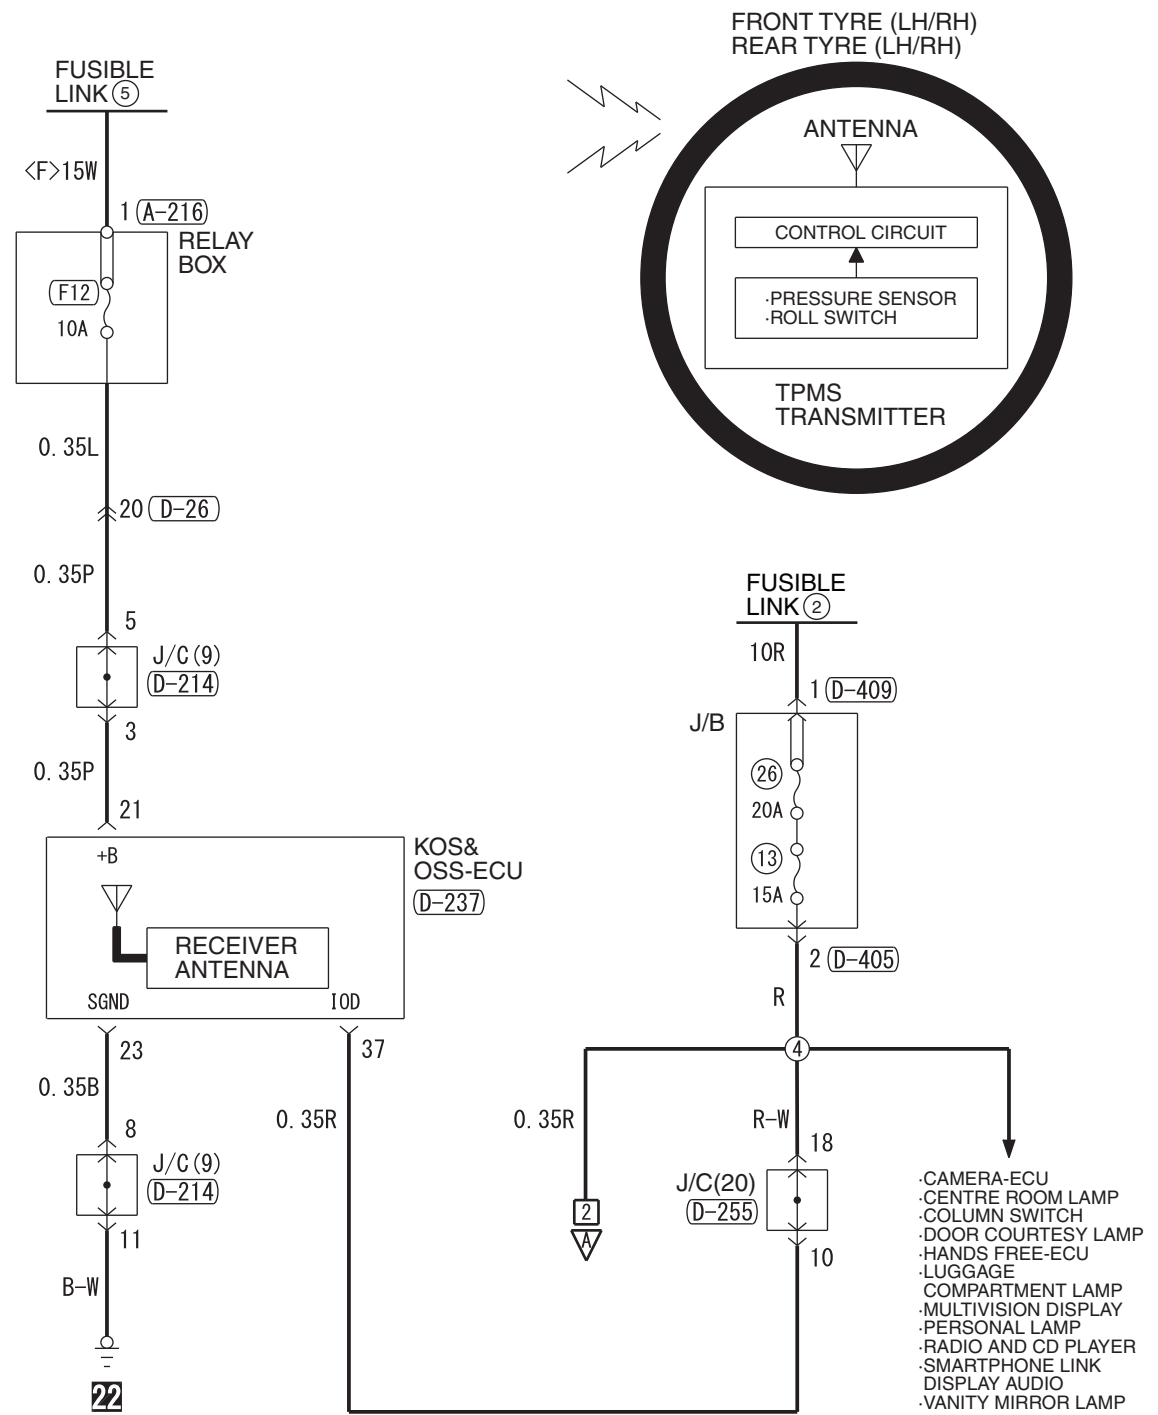 FRONT TYRE (LH/RH)
REAR TYRE (LH/RH)
FUSIBLE
LINK 5
<F>15W
1 A-216
RELAY
BOX
F12
10A
0.35L
20 D-26
0.35P
5
J/C(9)
D-214
3
0.35P
21
+B
KOS&
OSS-ECU
D-237
RECEIVER
ANTENNA
SGND
IOD
23
37
0.35B
0.35R
8
J/C(9)
D-214
11
B-W
22
ANTENNA
CONTROL CIRCUIT
·PRESSURE SENSOR
·ROLL SWITCH
TPMS
TRANSMITTER
FUSIBLE
LINK 2
10R
1 D-409
J/B
26
20A
13
15A
2 D-405
R
4
0.35R
R-W
18
J/C(20)
D-255
10
2
A
·CAMERA-ECU
·CENTRE ROOM LAMP
·COLUMN SWITCH
·DOOR COURTESY LAMP
·HANDS FREE-ECU
·LUGGAGE
COMPARTMENT LAMP
·MULTIVISION DISPLAY
·PERSONAL LAMP
·RADIO AND CD PLAYER
·SMARTPHONE LINK
DISPLAY AUDIO
·VANITY MIRROR LAMP